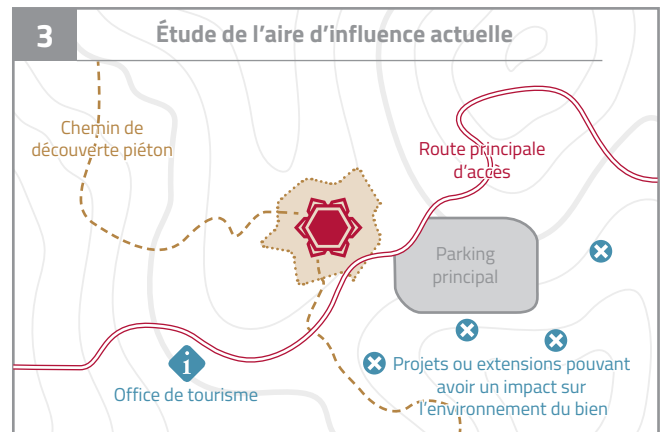 3
Étude de l'aire d'influence actuelle
Chemin de
découverte piéton
Route principale
d'accès
Parking
principal
i
Office de tourisme
Projets ou extensions pouvant
avoir un impact sur
l'environnement du bien